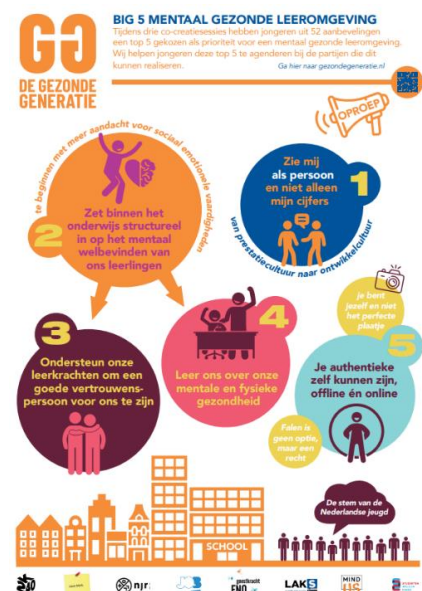 DE GEZONDE
GENERATIE
BIG 5 MENTAAL GEZONDE LEEROMGEVING
Tijdens drie co-creatiesessies hebben jongeren uit 52 aanbevelingen
een top 5 gekozen als prioriteit voor een mentaal gezonde leeromgeving.
Wij helpen jongeren deze top 5 te agenderen bij de partijen die dit
kunnen realiseren.
Ga hier naar gezondegeneratie.nl
OPROEP
1
Zie mij
als persoon
en niet alleen
mijn cijfers
van prestatiecultuur naar ontwikkelcultuur
te beginnen met meer aandacht voor sociaal emotionele vaardigheden
2
Zet binnen het
onderwijs structureel
in op het mentaal
welbevinden van
ons leerlingen
3
Ondersteun onze
leerkrachten om een
goede vertrouwens-
persoon voor ons te zijn
4
Leer ons over onze
mentale en fysieke
gezondheid
Je bent
jezelf en niet
het perfecte
plaatje
5
Je authentieke
zelf kunnen zijn,
offline én online
Falen is
geen optie,
maar een
recht
De stem van de
Nederlandse jeugd
SCHOOL
njr
LAKS
MIND
US